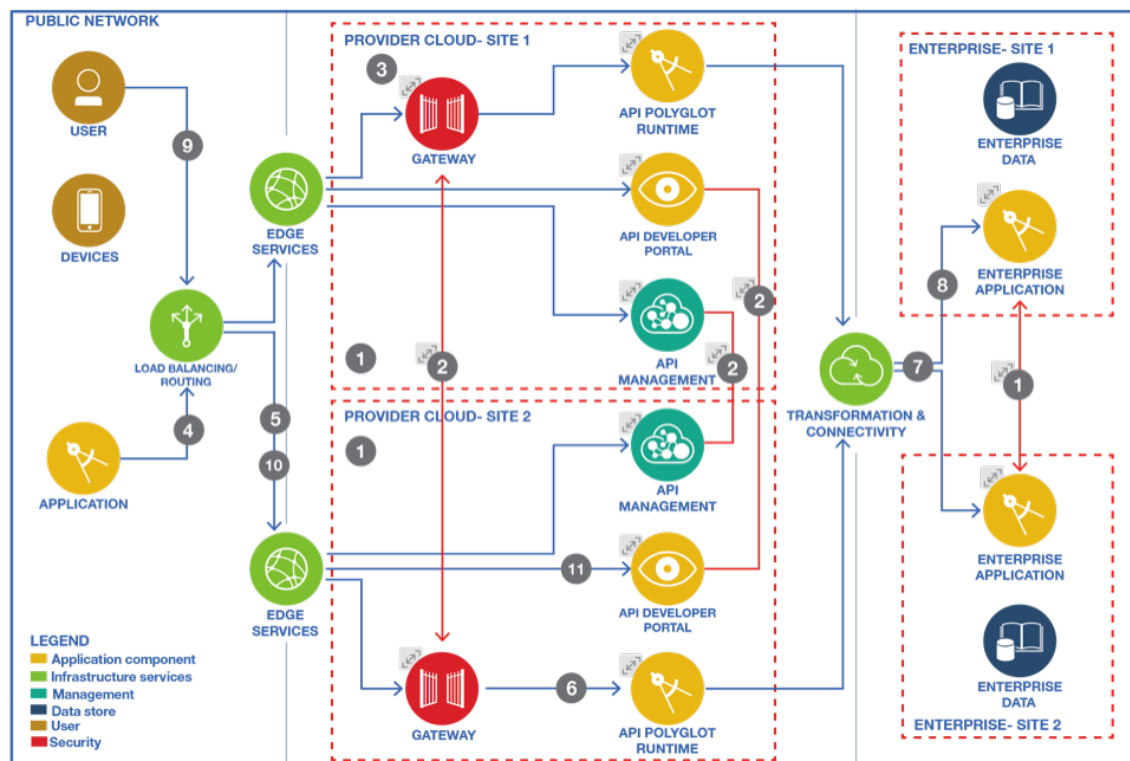 PUBLIC NETWORK
USER
DEVICES
9
LOAD BALANCING/
ROUTING
4
5
10
APPLICATION
EDGE
SERVICES
EDGE
SERVICES
PROVIDER CLOUD- SITE 1
3
GATEWAY
API POLYGLOT
RUNTIME
API DEVELOPER
PORTAL
API
MANAGEMENT
1
2
2
2
PROVIDER CLOUD- SITE 2
1
API
MANAGEMENT
11
API DEVELOPER
PORTAL
GATEWAY
6
API POLYGLOT
RUNTIME
TRANSFORMATION &
CONNECTIVITY
7
8
ENTERPRISE- SITE 1
ENTERPRISE
DATA
ENTERPRISE
APPLICATION
1
ENTERPRISE
APPLICATION
ENTERPRISE
DATA
ENTERPRISE- SITE 2
LEGEND
Application component
Infrastructure services
Management
Data store
User
Security